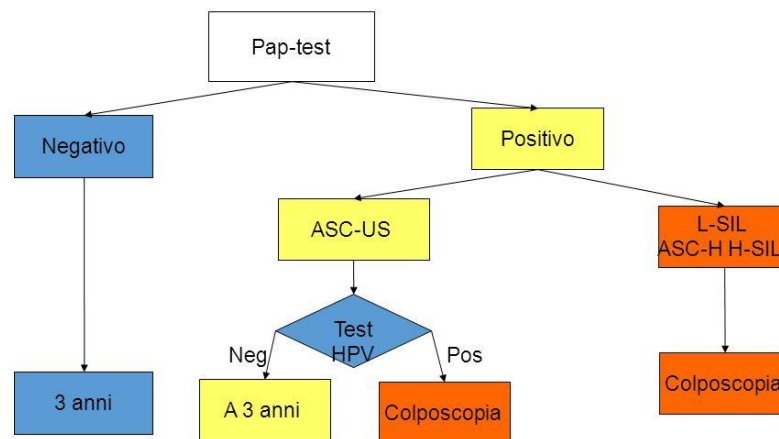 Pap-test
Negativo
Positivo
ASC-US
L-SIL
ASC-H H-SIL
Test
HPV
Neg
Pos
3 anni
A 3 anni
Colposcopia
Colposcopia